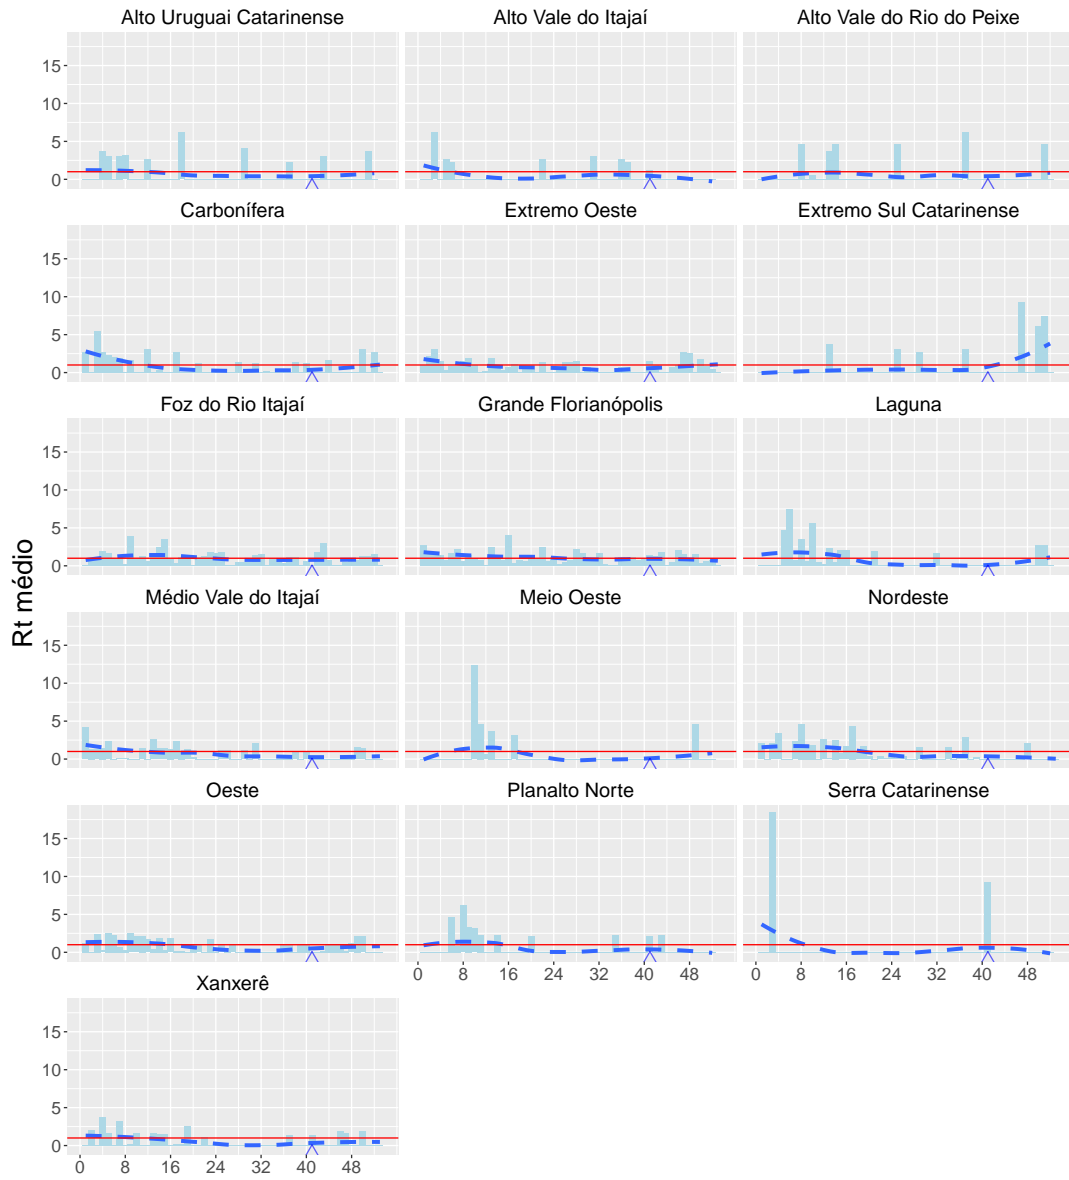 Alto Uruguai Catarinense Alto Vale do Itajaí Alto Vale do Rio do Peixe
15
10
5
0
Carbonífera Extremo Oeste Extremo Sul Catarinense
15
10
5
0
Foz do Rio Itajaí Grande Florianópolis Laguna
15
10
5
0
Rt médio
Médio Vale do Itajaí Meio Oeste Nordeste
15
10
5
0
Oeste Planalto Norte Serra Catarinense
15
10
5
0
0 8 16 24 32 40 48 0 8 16 24 32 40 48
Xanxerê
15
10
5
0
0 8 16 24 32 40 48